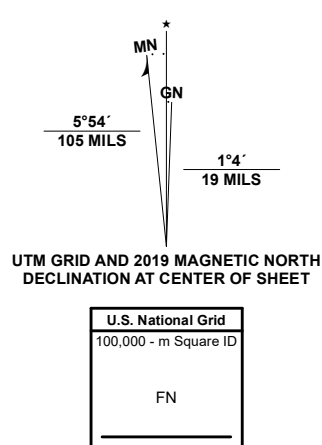 ★
MN
GN
5°54´
105 MILS
1°4´
19 MILS
UTM GRID AND 2019 MAGNETIC NORTH
DECLINATION AT CENTER OF SHEET
U.S. National Grid
100,000 - m Square ID
FN